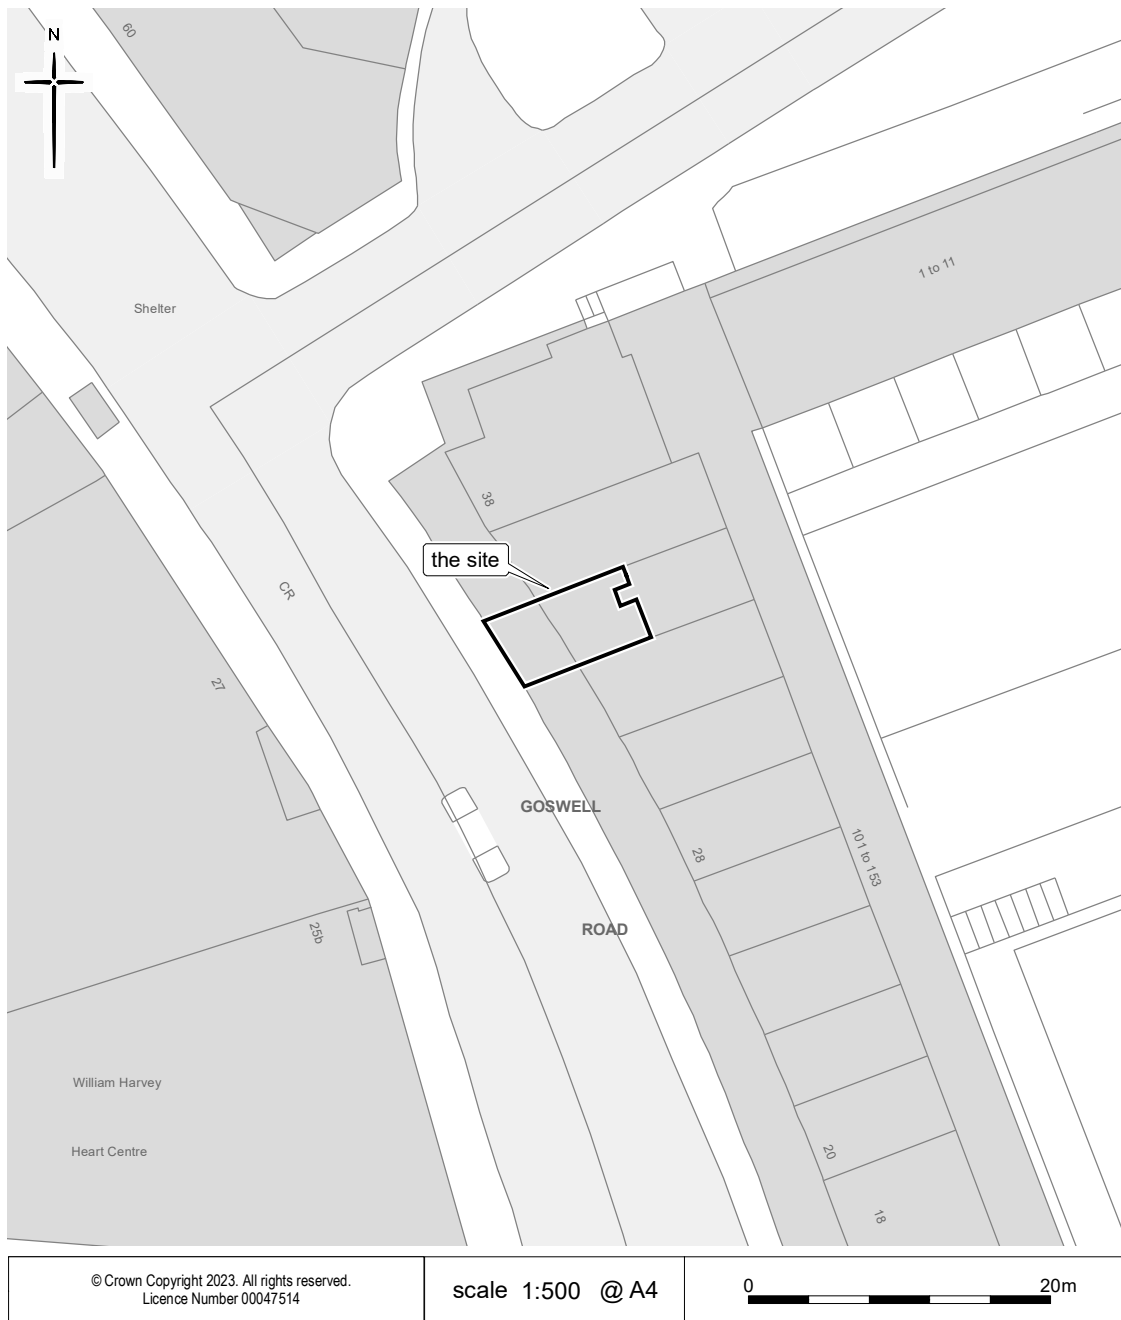 60
N
1 to 11
Shelter
38
the site
CR
27
GOSWELL
28
101 to 153
ROAD
25b
William Harvey
Heart Centre
20
18
© Crown Copyright 2023. All rights reserved.
Licence Number 00047514
scale 1:500 @ A4
0 20m